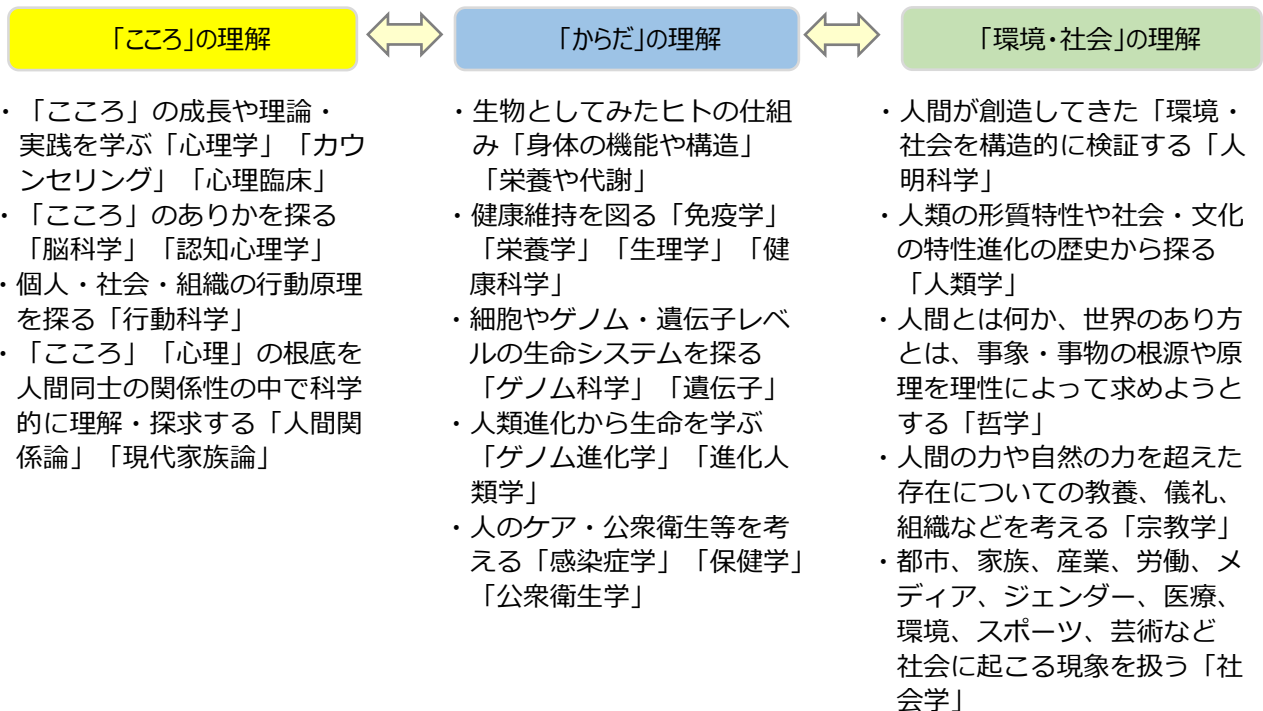 「こころ」の理解
「からだ」の理解
「環境・社会」の理解
・「こころ」の成長や理論・
実践を学ぶ「心理学」「カウ
ンセリング」「心理臨床」
・「こころ」のありかを探る
「脳科学」「認知心理学」
・個人・社会・組織の行動原理
を探る「行動科学」
・「こころ」「心理」の根底を
人間同士の関係性の中で科学
的に理解・探求する「人間関
係論」「現代家族論」
・生物としてみたヒトの仕組
み「身体の機能や構造」
「栄養や代謝」
・健康維持を図る「免疫学」
「栄養学」「生理学」「健
康科学」
・細胞やゲノム・遺伝子レベ
ルの生命システムを探る
「ゲノム科学」「遺伝子」
・人類進化から生命を学ぶ
「ゲノム進化学」「進化人
類学」
・人のケア・公衆衛生等を考
える「感染症学」「保健学」
「公衆衛生学」
・人間が創造してきた「環境・
社会を構造的に検証する「人
明科学」
・人類の形質特性や社会・文化
の特性進化の歴史から探る
「人類学」
・人間とは何か、世界のあり方
とは、事象・事物の根源や原
理を理性によって求めようと
する「哲学」
・人間の力や自然の力を超えた
存在についての教養、儀礼、
組織などを考える「宗教学」
・都市、家族、産業、労働、メ
ディア、ジェンダー、医療、
環境、スポーツ、芸術など
社会に起こる現象を扱う「社
会学」